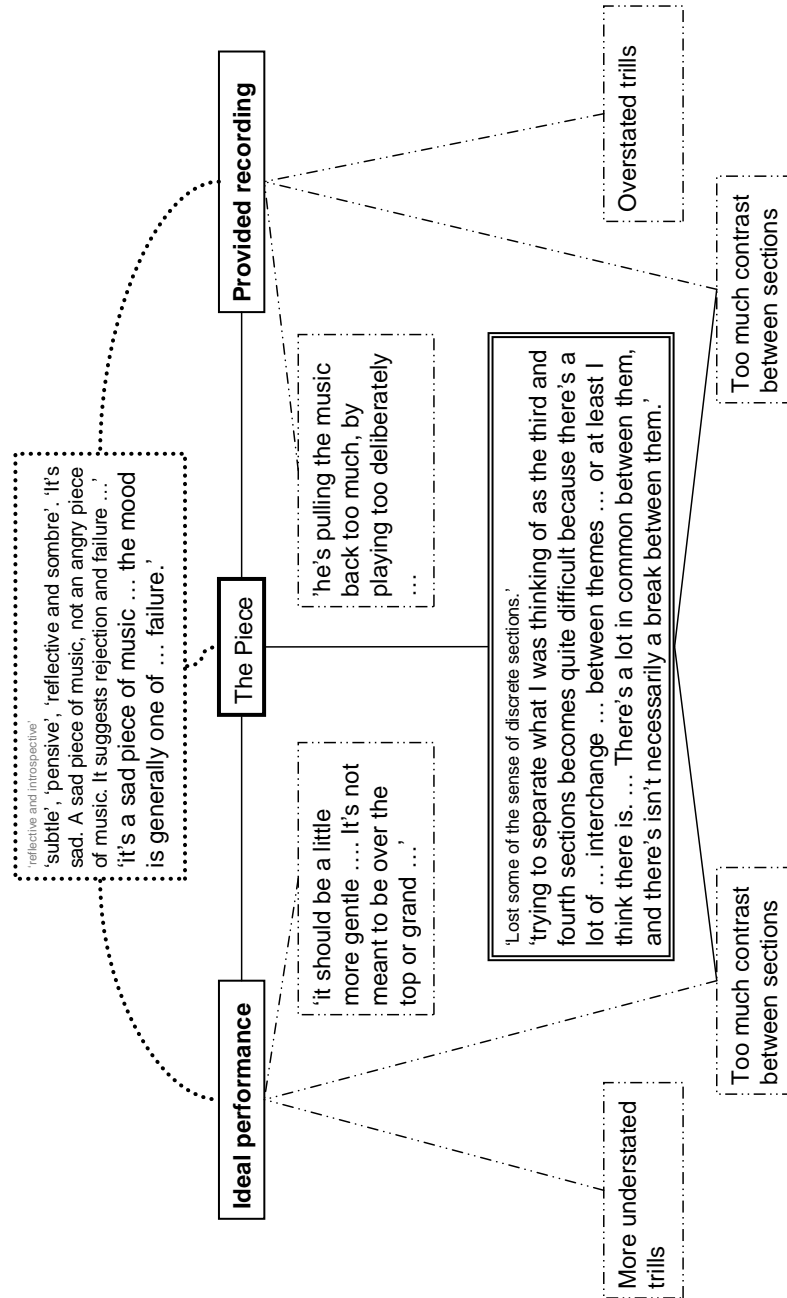 'reflective and introspective'
'subtle', 'pensive', 'reflective and sombre'. 'It's
sad. A sad piece of music, not an angry piece
of music. It suggests rejection and failure …'
'it's a sad piece of music … the mood
is generally one of … failure.'
Ideal performance
The Piece
Provided recording
'it should be a little
more gentle …. It's not
meant to be over the
top or grand …'
'he's pulling the music
back too much, by
playing too deliberately
…
'Lost some of the sense of discrete sections.'
'trying to separate what I was thinking of as the third and
fourth sections becomes quite difficult because there's a
lot of … interchange … between themes … or at least I
think there is. … There's a lot in common between them,
and there's isn't necessarily a break between them.'
More understated
trills
Overstated trills
Too much contrast
between sections
Too much contrast
between sections